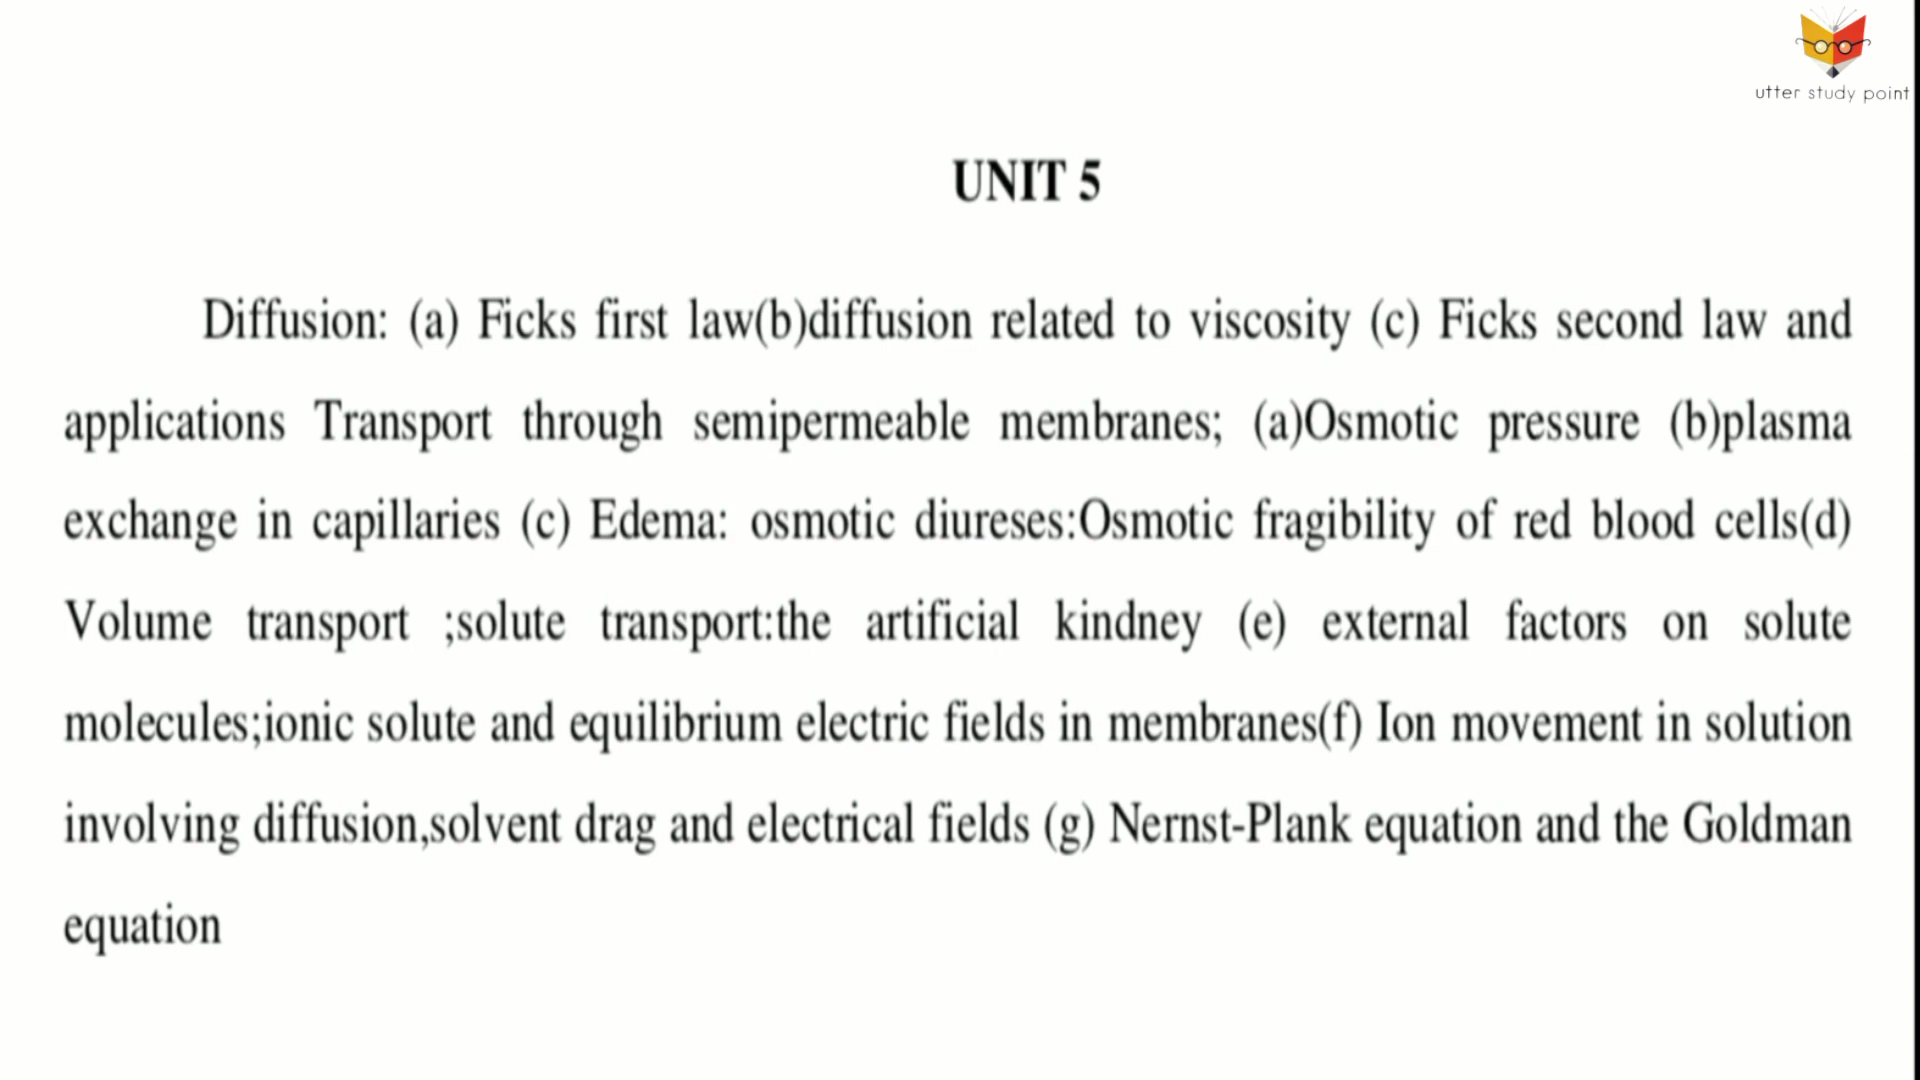 utter study point
UNIT 5
Diffusion: (a) Ficks first law(b)diffusion related to viscosity (c) Ficks second law and
applications Transport through semipermeable membranes; (a)Osmotic pressure (b)plasma
exchange in capillaries (c) Edema: osmotic diureses:Osmotic fragibility of red blood cells(d)
Volume transport ;solute transport:the artificial kindney (e) external factors on solute
molecules;ionic solute and equilibrium electric fields in membranes(f) Ion movement in solution
involving diffusion,solvent drag and electrical fields (g) Nernst-Plank equation and the Goldman
equation